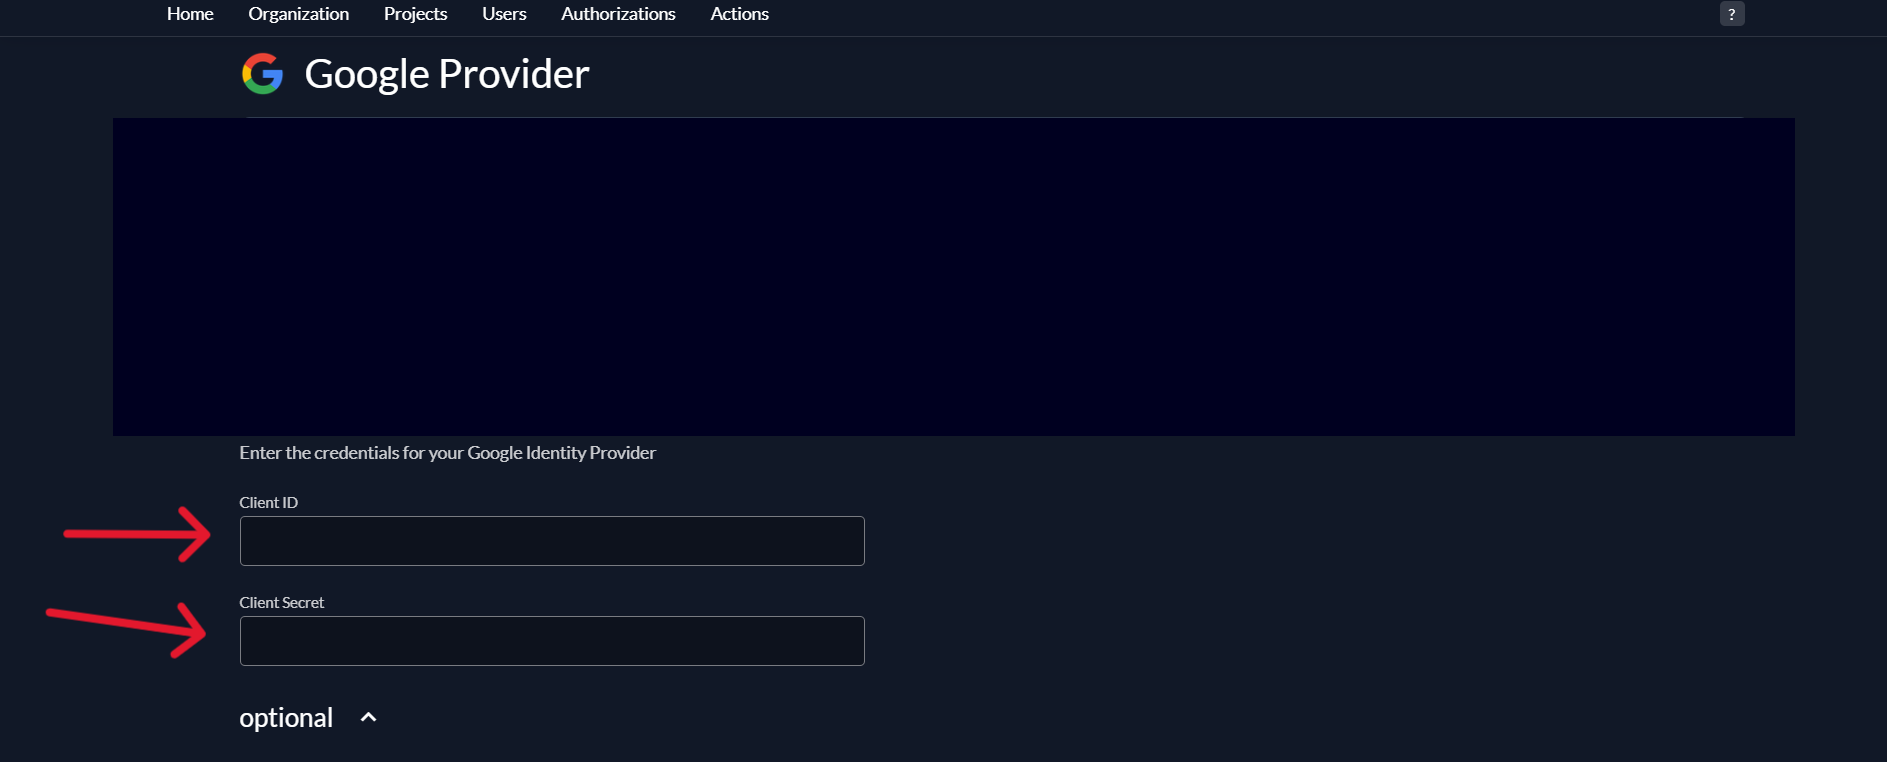 Home Organization Projects Users Authorizations Actions ?
Google Provider
Enter the credentials for your Google Identity Provider
Client ID
Client Secret
optional